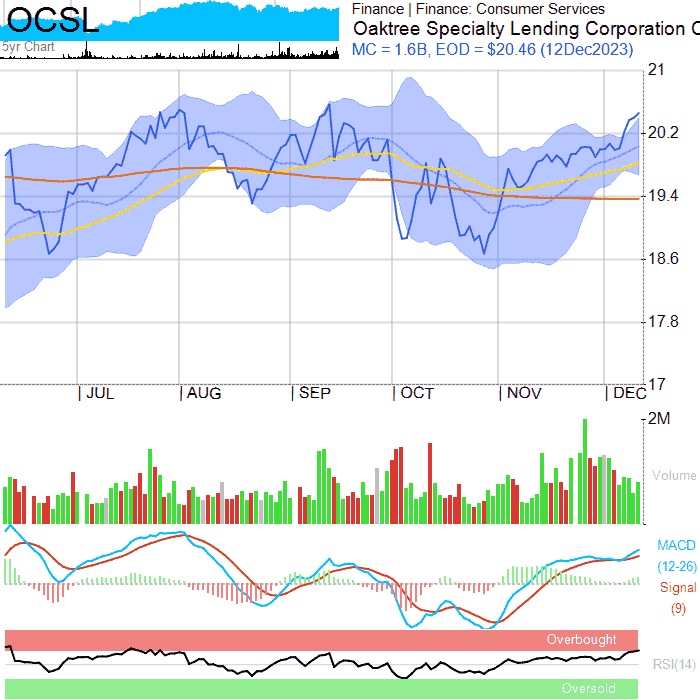 OCSL
5yr Chart
Finance | Finance: Consumer Services
Oaktree Specialty Lending Corporation C
MC = 1.6B, EOD = $20.46 (12Dec2023)
21
20.2
19.4
18.6
17.8
17
| JUL | AUG | SEP | OCT | NOV | DEC
2M
Volume
MACD
(12-26)
Signal
(9)
Overbought
RSI(14)
Oversold